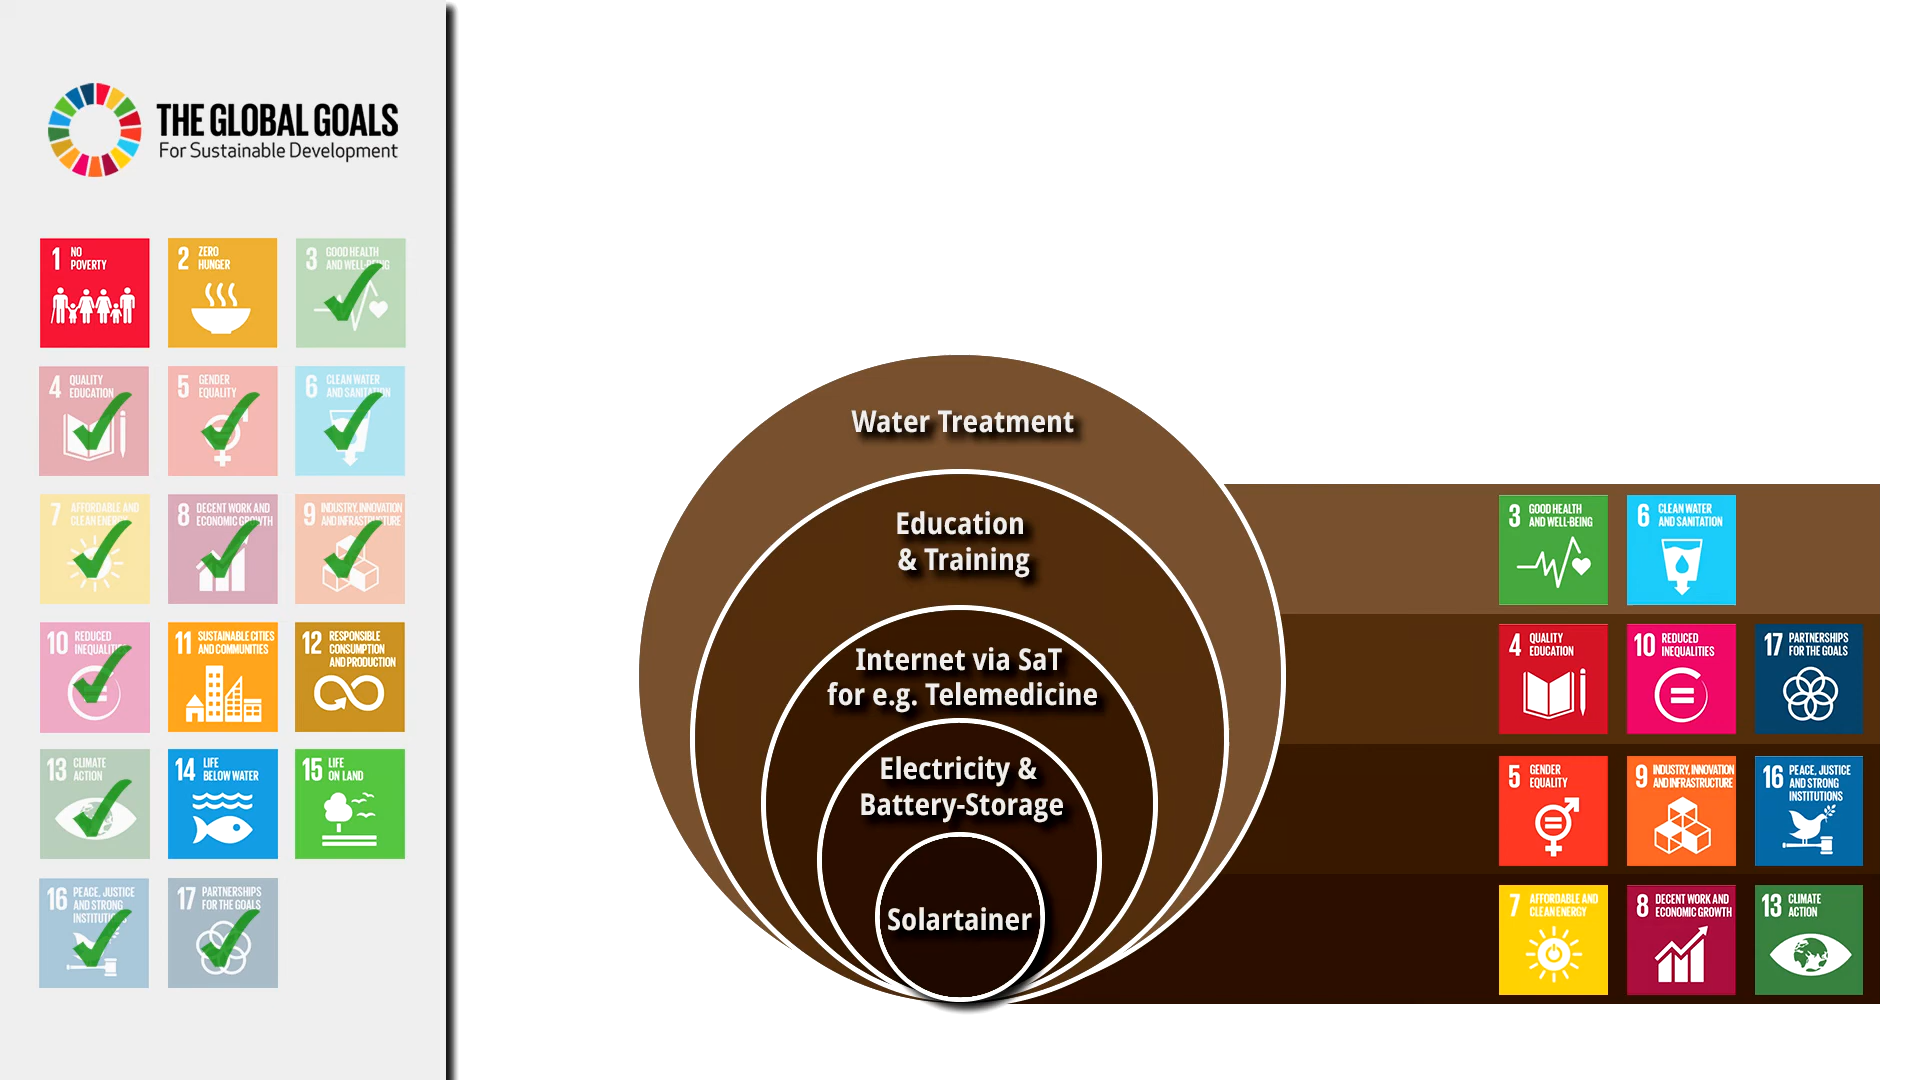 THE GLOBAL GOALS
For Sustainable Development
1 NO
POVERTY
2 ZERO
HUNGER
3 GOOD HEALTH
AND WELL-BEING
4 QUALITY
EDUCATION
5 GENDER
EQUALITY
6 CLEAN WATER
AND SANITATION
7 AFFORDABLE AND
CLEAN ENERGY
8 DECENT WORK AND
ECONOMIC GROWTH
9 INDUSTRY, INNOVATION
AND INFRASTRUCTURE
10 REDUCED
INEQUALITIES
11 SUSTAINABLE CITIES
AND COMMUNITIES
12 RESPONSIBLE
CONSUMPTION
AND PRODUCTION
13 CLIMATE
ACTION
14 LIFE
BELOW WATER
15 LIFE
ON LAND
16 PEACE, JUSTICE
AND STRONG
INSTITUTIONS
17 PARTNERSHIPS
FOR THE GOALS
Water Treatment
Education
& Training
Internet via SaT
for e.g. Telemedicine
Electricity &
Battery-Storage
Solartainer
3 GOOD HEALTH
AND WELL-BEING
6 CLEAN WATER
AND SANITATION
4 QUALITY
EDUCATION
10 REDUCED
INEQUALITIES
17 PARTNERSHIPS
FOR THE GOALS
5 GENDER
EQUALITY
9 INDUSTRY, INNOVATION
AND INFRASTRUCTURE
16 PEACE, JUSTICE
AND STRONG
INSTITUTIONS
7 AFFORDABLE AND
CLEAN ENERGY
8 DECENT WORK AND
ECONOMIC GROWTH
13 CLIMATE
ACTION